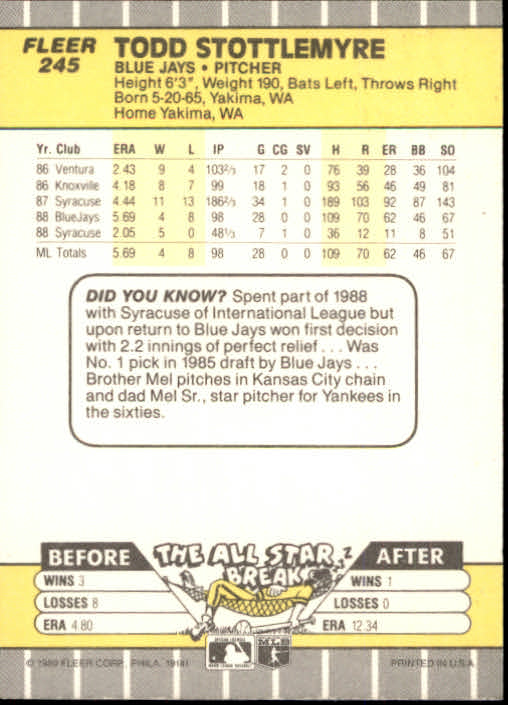 FLEER
245
TODD STOTTLEMYRE
BLUE JAYS • PITCHER
Height 6'3", Weight 190, Bats Left, Throws Right
Born 5-20-65, Yakima, WA
Home Yakima, WA
Yr. Club ERA W L IP G CG SV H R ER BB SO
86 Ventura 2.43 9 4 103⅔ 17 2 0 76 39 28 36 104
86 Knoxville 4.18 8 7 99 18 1 0 93 56 46 49 81
87 Syracuse 4.44 11 13 186⅔ 34 1 0 189 103 92 87 143
88 BlueJays 5.69 4 8 98 28 0 0 109 70 62 46 67
88 Syracuse 2.05 5 0 48⅓ 7 1 0 36 12 11 8 51
ML Totals 5.69 4 8 98 28 0 0 109 70 62 46 67
DID YOU KNOW? Spent part of 1988
with Syracuse of International League but
upon return to Blue Jays won first decision
with 2.2 innings of perfect relief . . . Was
No. 1 pick in 1985 draft by Blue Jays . . .
Brother Mel pitches in Kansas City chain
and dad Mel Sr., star pitcher for Yankees in
the sixties.
BEFORE THE ALL STAR BREAK AFTER
WINS 3 WINS 1
LOSSES 8 LOSSES 0
ERA 4.80 ERA 12.34
© 1989 FLEER CORP., PHILA. 19141 MLB PRINTED IN U.S.A.